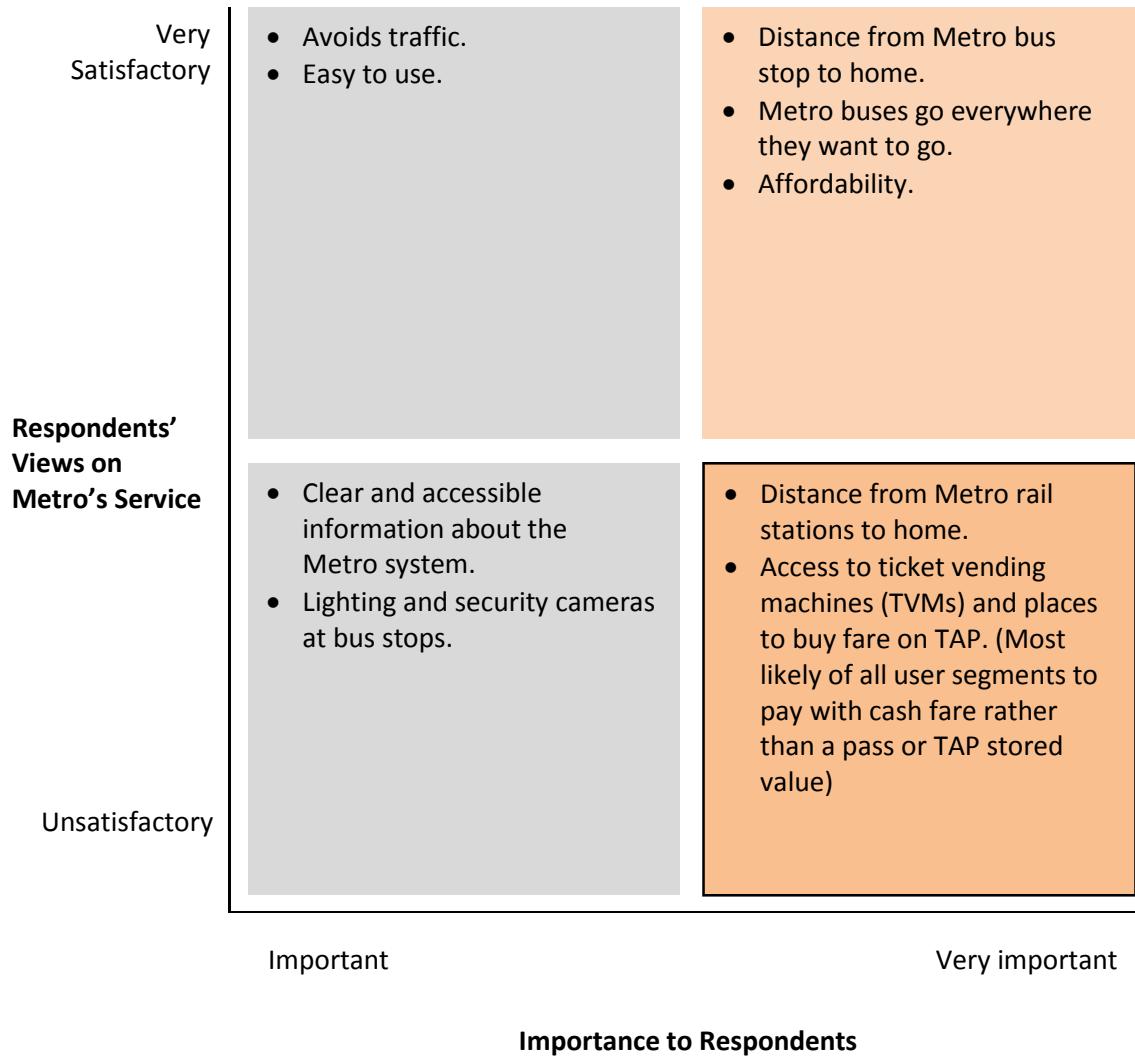 Very
Satisfactory
• Avoids traffic.
• Easy to use.
• Distance from Metro bus
stop to home.
• Metro buses go everywhere
they want to go.
• Affordability.
Respondents’
Views on
Metro’s Service
• Clear and accessible
information about the
Metro system.
• Lighting and security cameras
at bus stops.
• Distance from Metro rail
stations to home.
• Access to ticket vending
machines (TVMs) and places
to buy fare on TAP. (Most
likely of all user segments to
pay with cash fare rather
than a pass or TAP stored
value)
Unsatisfactory
Important
Very important
Importance to Respondents